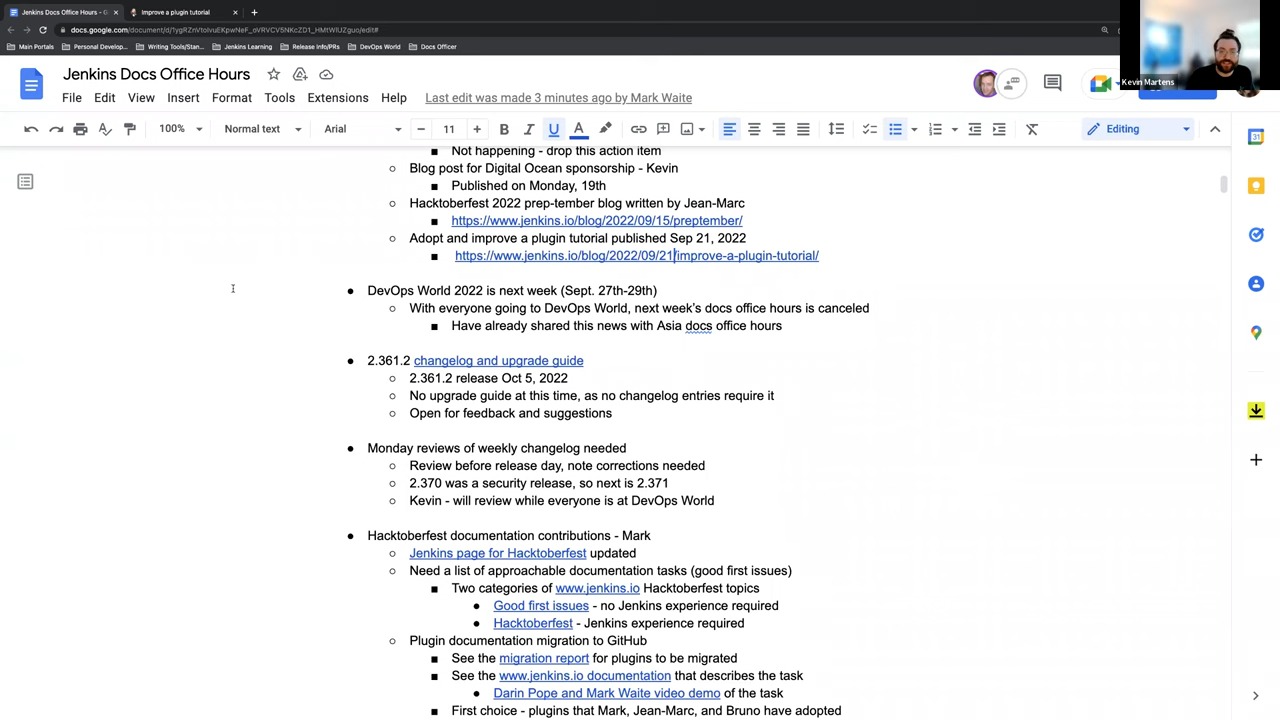 Jenkins Docs Office Hours - G
Improve a plugin tutorial
docs.google.com/document/d/1ygRZnVtoIvuEKpwNeF_oVRVCV5NKcZD1_HMtWIUZguo/edit#
Main Portals
Personal Develop...
Writing Tools/Stan...
Jenkins Learning
Release Info/PRs
DevOps World
Docs Officer
Kevin Martens
Jenkins Docs Office Hours
File Edit View Insert Format Tools Extensions Help Last edit was made 3 minutes ago by Mark Waite
100% Normal text Arial 11 Editing
Not happening - drop this action item
Blog post for Digital Ocean sponsorship - Kevin
Published on Monday, 19th
Hacktoberfest 2022 prep-tember blog written by Jean-Marc
https://www.jenkins.io/blog/2022/09/15/preptember/
Adopt and improve a plugin tutorial published Sep 21, 2022
https://www.jenkins.io/blog/2022/09/21/improve-a-plugin-tutorial/
DevOps World 2022 is next week (Sept. 27th-29th)
With everyone going to DevOps World, next week's docs office hours is canceled
Have already shared this news with Asia docs office hours
2.361.2 changelog and upgrade guide
2.361.2 release Oct 5, 2022
No upgrade guide at this time, as no changelog entries require it
Open for feedback and suggestions
Monday reviews of weekly changelog needed
Review before release day, note corrections needed
2.370 was a security release, so next is 2.371
Kevin - will review while everyone is at DevOps World
Hacktoberfest documentation contributions - Mark
Jenkins page for Hacktoberfest updated
Need a list of approachable documentation tasks (good first issues)
Two categories of www.jenkins.io Hacktoberfest topics
Good first issues - no Jenkins experience required
Hacktoberfest - Jenkins experience required
Plugin documentation migration to GitHub
See the migration report for plugins to be migrated
See the www.jenkins.io documentation that describes the task
Darin Pope and Mark Waite video demo of the task
First choice - plugins that Mark, Jean-Marc, and Bruno have adopted